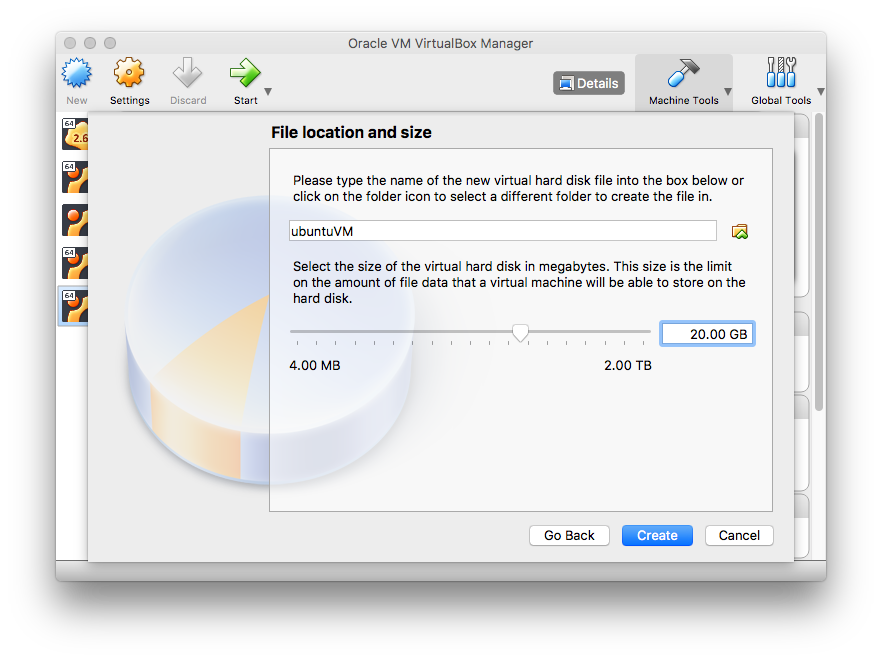 Oracle VM VirtualBox Manager
New
Settings
Discard
Start
Details
Machine Tools
Global Tools
64
2.6
64
64
64
File location and size
Please type the name of the new virtual hard disk file into the box below or
click on the folder icon to select a different folder to create the file in.
ubuntuVM
Select the size of the virtual hard disk in megabytes. This size is the limit
on the amount of file data that a virtual machine will be able to store on the
hard disk.
20.00 GB
4.00 MB
2.00 TB
Go Back
Create
Cancel